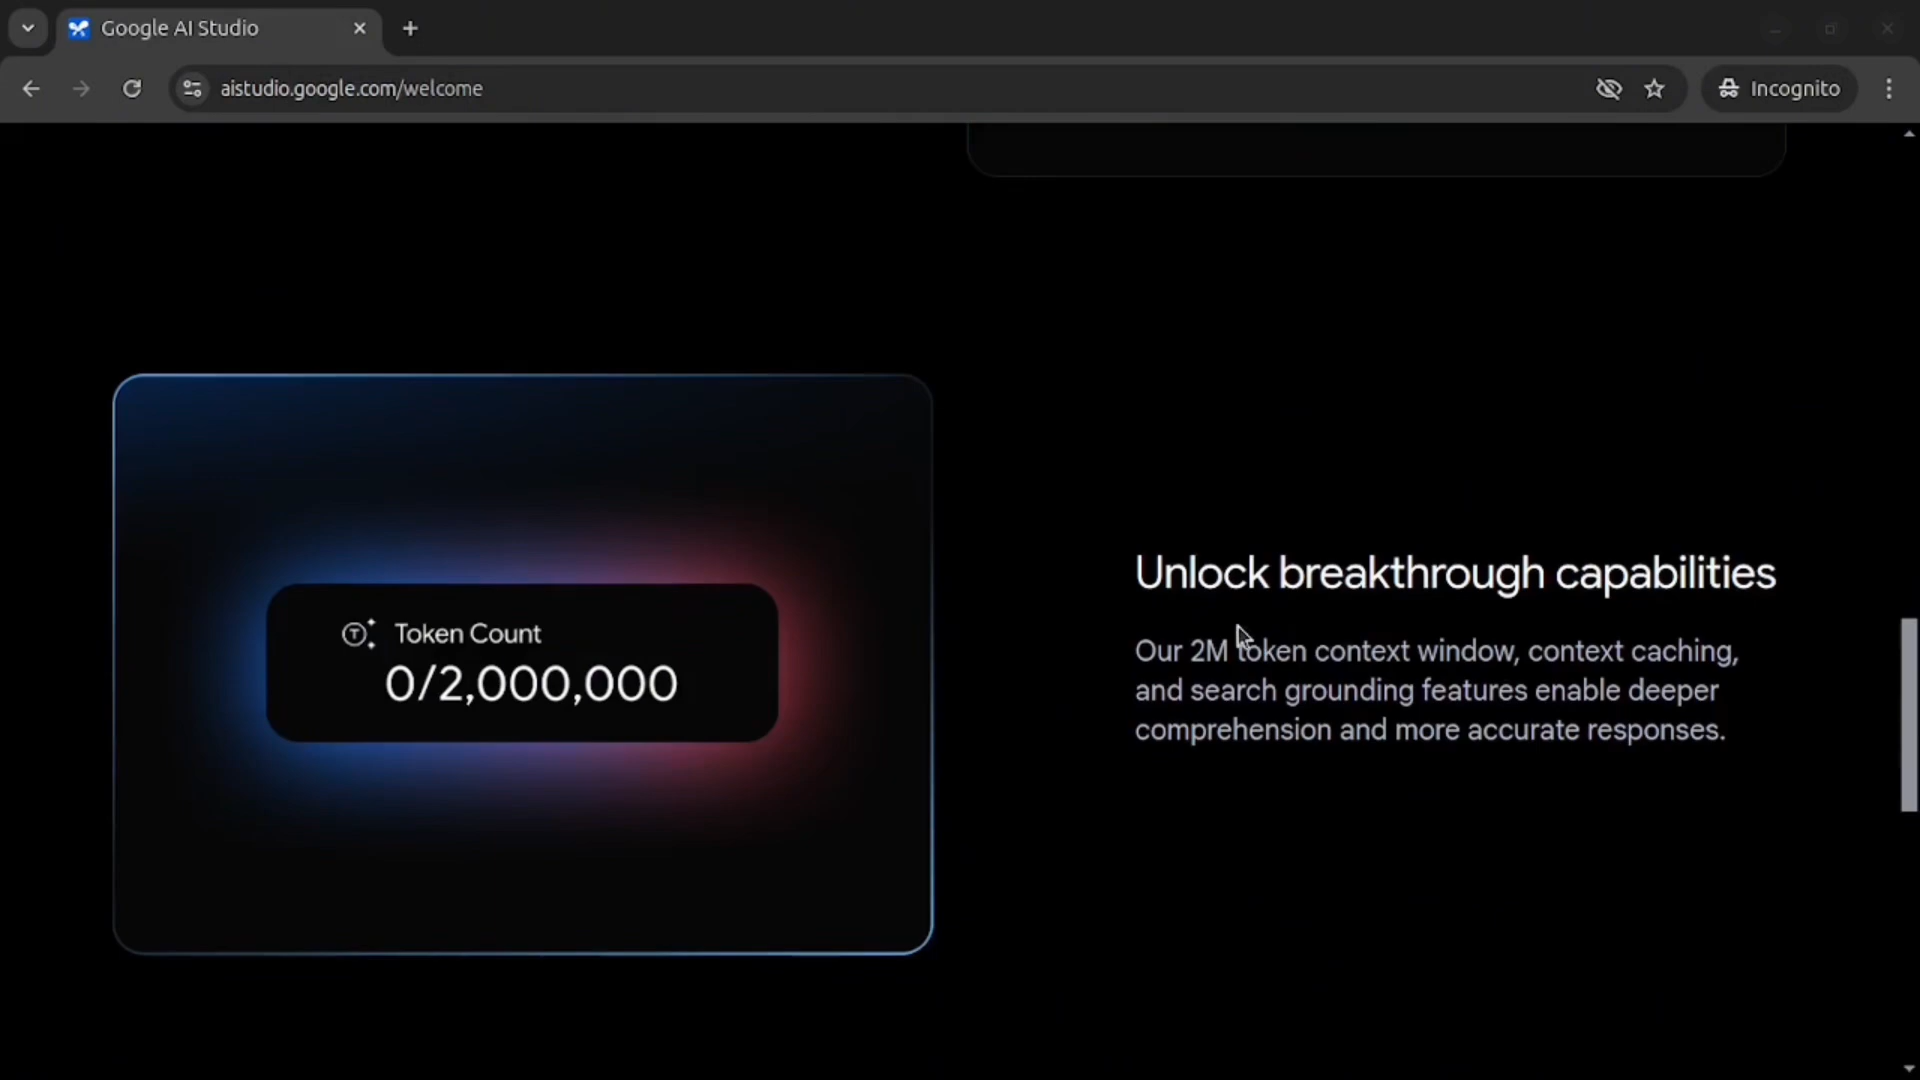 Google AI Studio
aistudio.google.com/welcome
Incognito
Token Count
0/2,000,000
Unlock breakthrough capabilities
Our 2M token context window, context caching,
and search grounding features enable deeper
comprehension and more accurate responses.